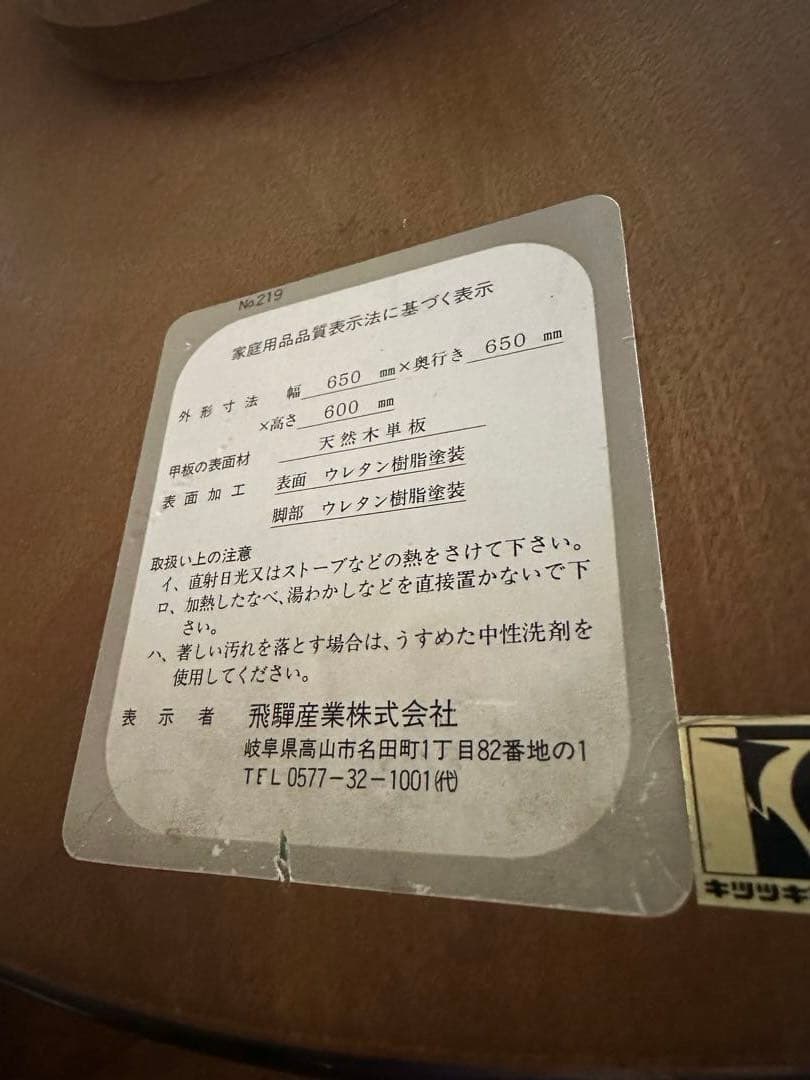 No.219
家庭用品品質表示法に基づく表示
外形寸法 幅 650 mm×奥行き 650 mm
×高さ 600 mm
甲板の表面材 天然木単板
表面加工 表面 ウレタン樹脂塗装
脚部 ウレタン樹脂塗装
取扱い上の注意
イ、直射日光又はストーブなどの熱をさけて下さい。
ロ、加熱したなべ、湯わかしなどを直接置かないで下
さい。
ハ、著しい汚れを落とす場合は、うすめた中性洗剤を
使用してください。
表示者 飛驒産業株式会社
岐阜県高山市名田町1丁目82番地の1
TEL 0577-32-1001㈹
キツツキ